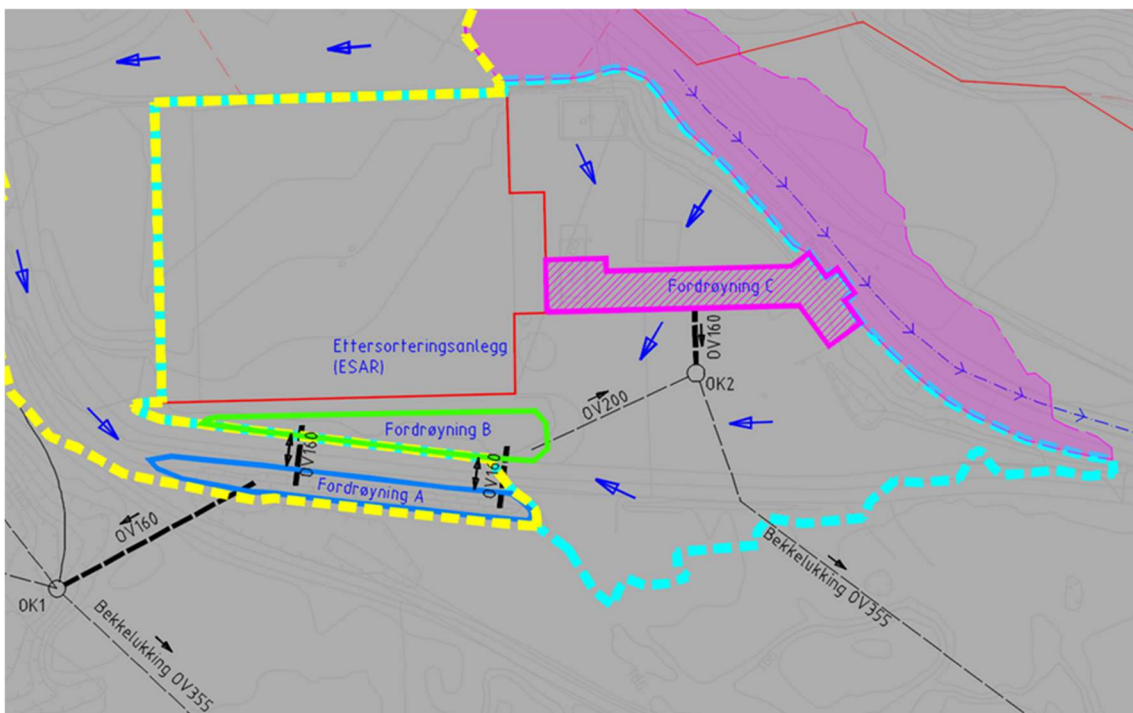 Fordrøyning C
OV160
Ettersorteringsanlegg
(ESAR)
OK2
OV200
Fordrøyning B
OV160
OV160
Fordrøyning A
OV160
Bekkelukking OV355
OK1
Bekkelukking OV355